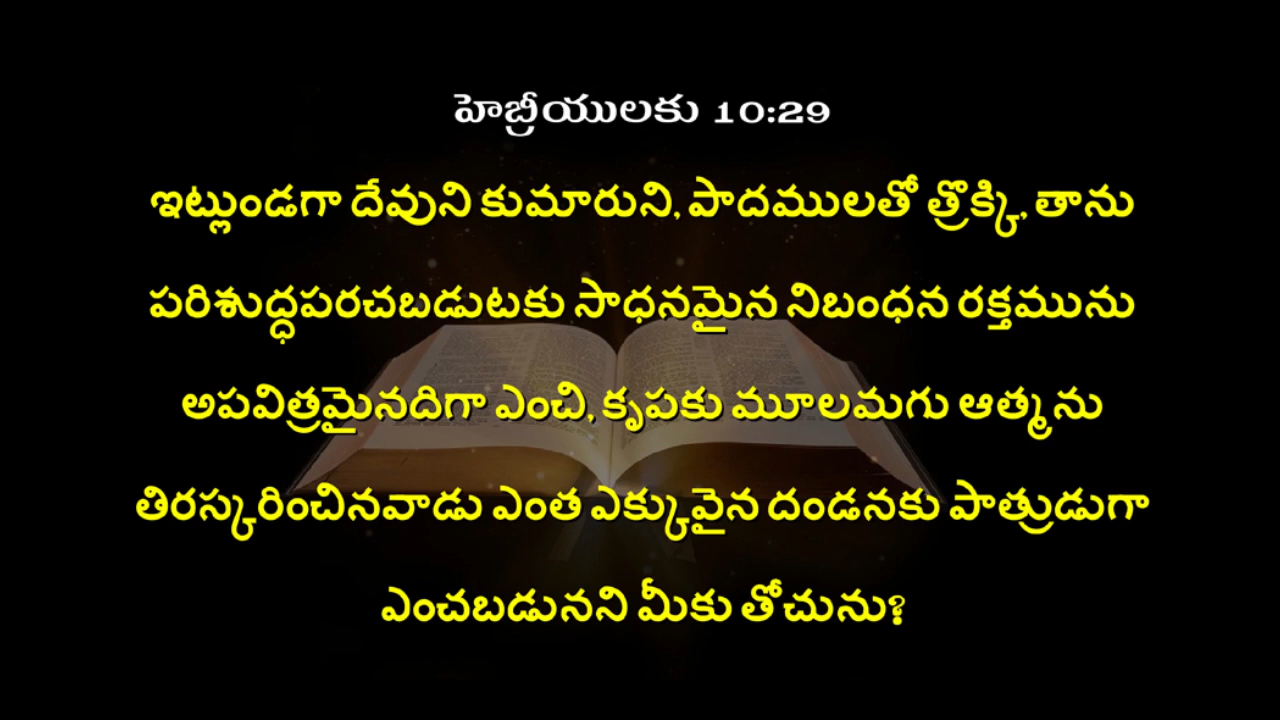 హెబ్రీయులకు 10:29
ఇట్లుండగా దేవుని కుమారుని, పాదములతో త్రొక్కి, తాను
పరిశుద్ధపరచబడుటకు సాధనమైన నిబంధన రక్తమును
అపవిత్రమైనదిగా ఎంచి, కృపకు మూలమగు ఆత్మను
తిరస్కరించినవాడు ఎంత ఎక్కువైన దండనకు పాత్రుడుగా
ఎంచబడునని మీకు తోచును?